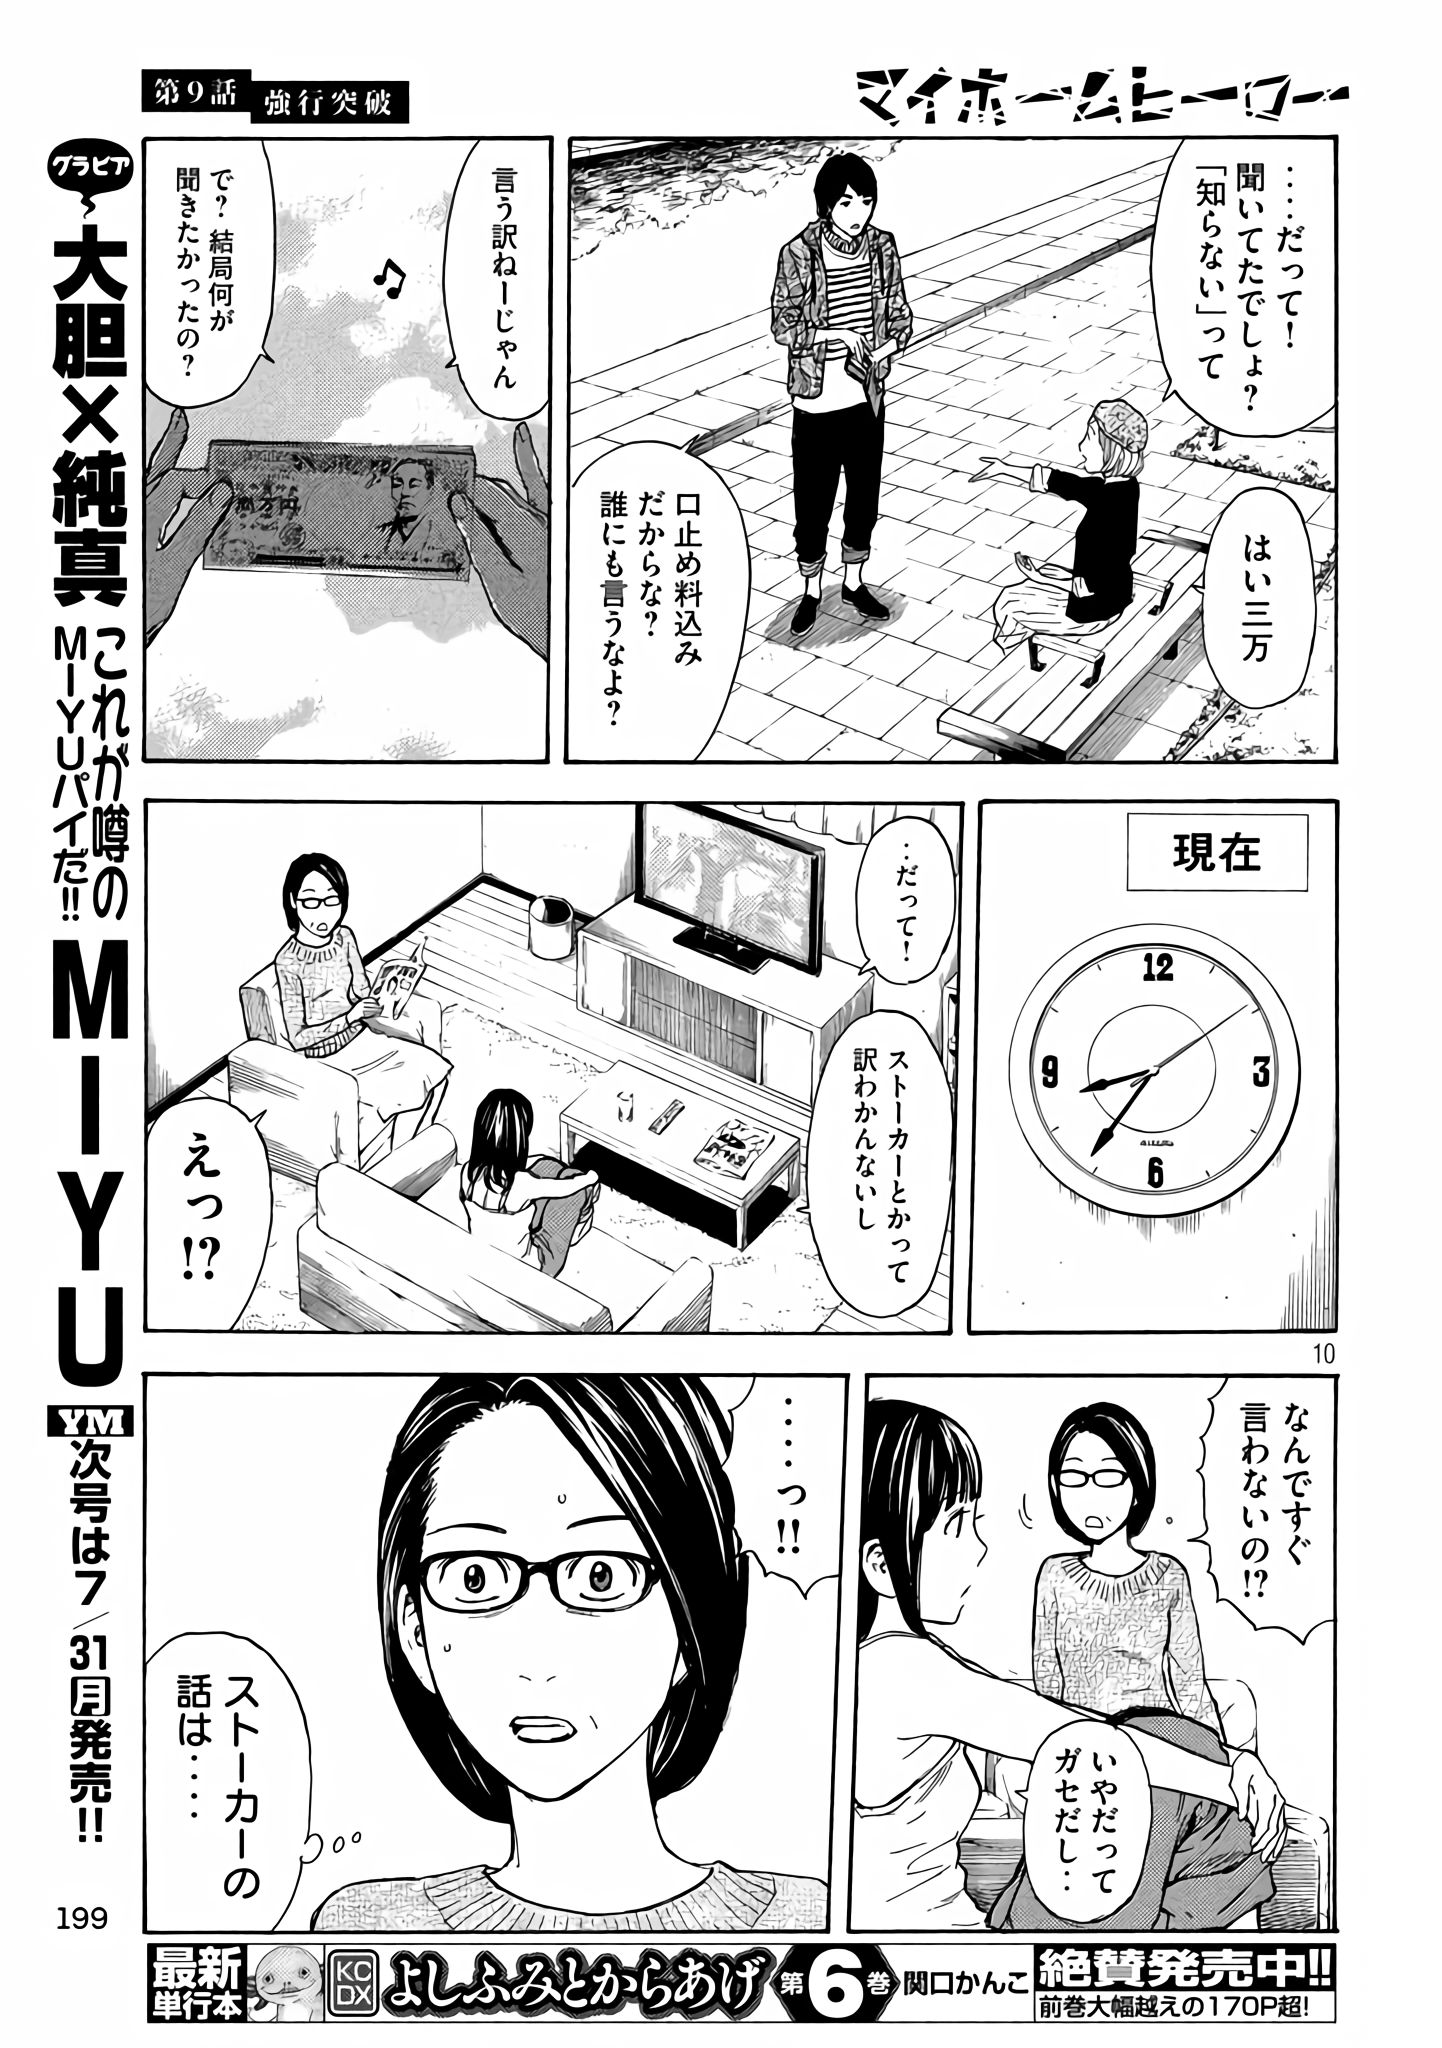 第9話
強行突破
マイホームヒーロー
‥‥だって！
聞いてたでしょ？
「知らない」って
はい三万
口止め料込み
だからな？
誰にも言うなよ？
言う訳ねーじゃん
で？結局何が
聞きたかったの？
壱万円
現在
12
3
6
9
‥だって！
ストーカーとかって
訳わかんないし
えっ!?
10
なんですぐ
言わないの!?
いやだって
ガセだし‥
‥‥っ!!
ストーカーの
話は‥‥
グラビア
大胆×純真
これが噂の
MIYUパイだ!!
MIYU
YM
次号は7/31月発売!!
199
最新
単行本
KC
DX
よしふみとからあげ
第6巻
関口かんこ
絶賛発売中!!
前巻大幅越えの170P超!